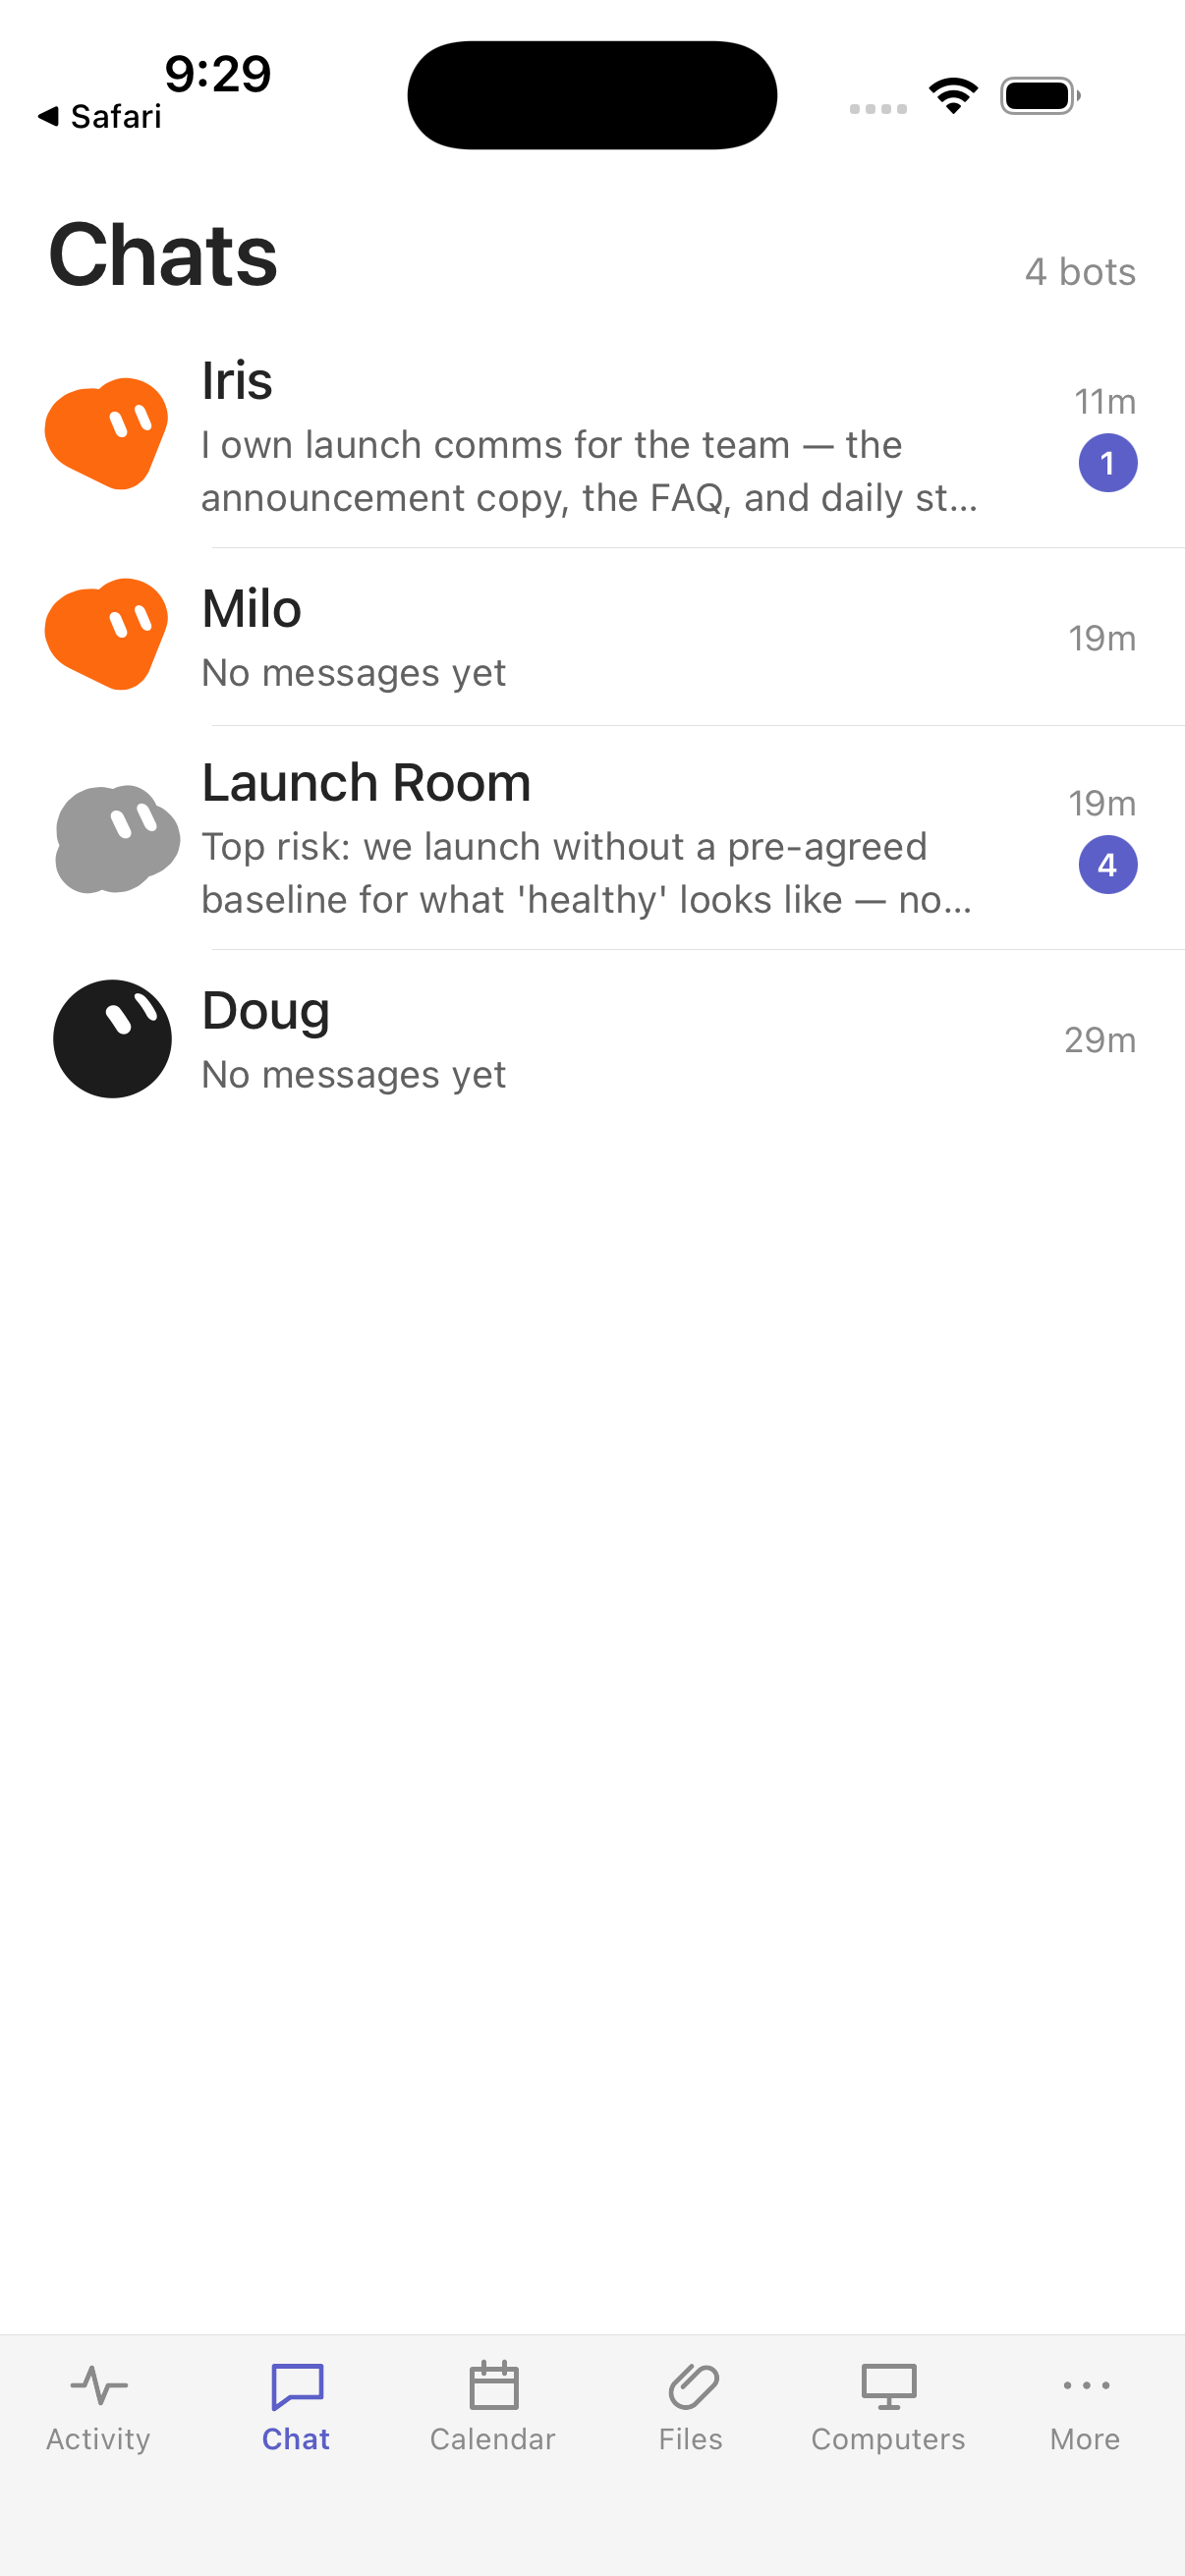 9:29
Safari
Chats
4 bots
Iris
11m
I own launch comms for the team — the
announcement copy, the FAQ, and daily st...
1
Milo
No messages yet
19m
Launch Room
19m
Top risk: we launch without a pre-agreed
baseline for what 'healthy' looks like — no...
4
Doug
No messages yet
29m
Activity
Chat
Calendar
Files
Computers
More